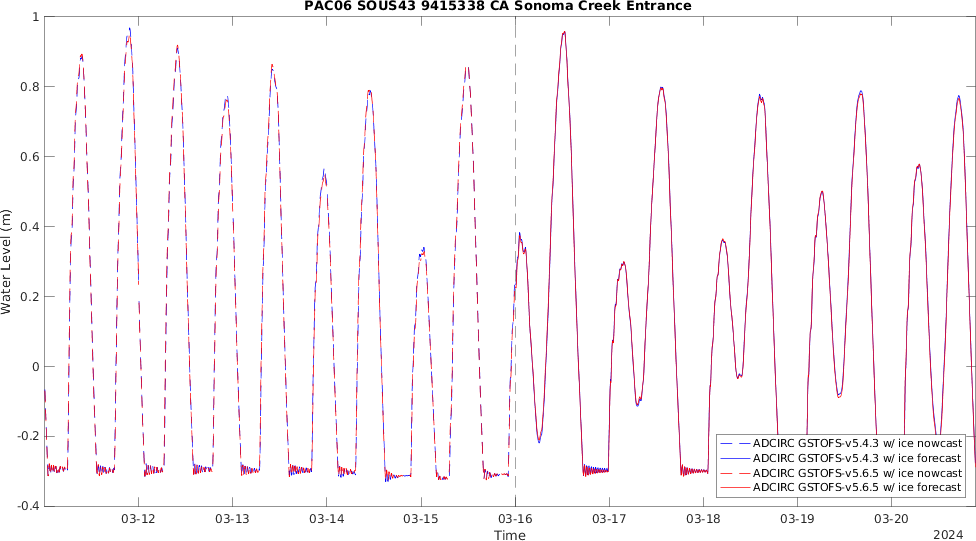 PAC06 SOUS43 9415338 CA Sonoma Creek Entrance
Water Level (m)
1
0.8
0.6
0.4
0.2
0
-0.2
-0.4
03-12
03-13
03-14
03-15
03-16
03-17
03-18
03-19
03-20
Time
2024
ADCIRC GSTOFS-v5.4.3 w/ ice nowcast
ADCIRC GSTOFS-v5.4.3 w/ ice forecast
ADCIRC GSTOFS-v5.6.5 w/ ice nowcast
ADCIRC GSTOFS-v5.6.5 w/ ice forecast